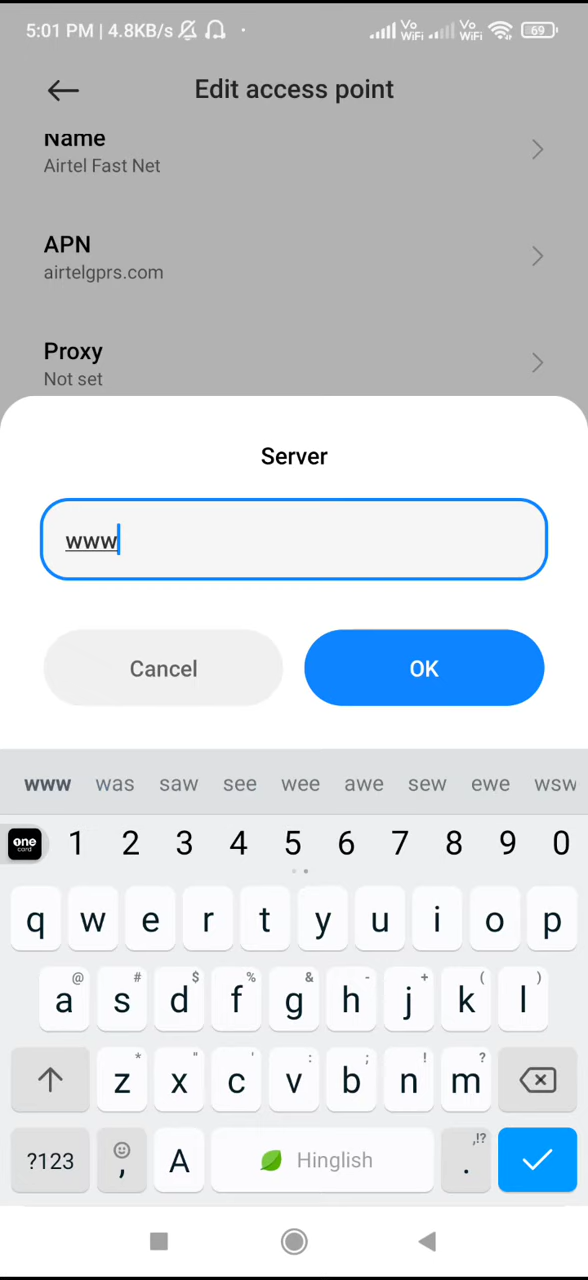 5:01 PM | 4.8KB/s Vo WiFi Vo WiFi 69
Edit access point
Name
Airtel Fast Net
APN
airtelgprs.com
Proxy
Not set
Server
www
Cancel OK
www was saw see wee awe sew ewe wsw
one card 1 2 3 4 5 6 7 8 9 0
q w e r t y u i o p
@ # $ % & - + ( )
a s d f g h j k l
* " ' : ; ! ?
z x c v b n m
,!?
?123 , A Hinglish .